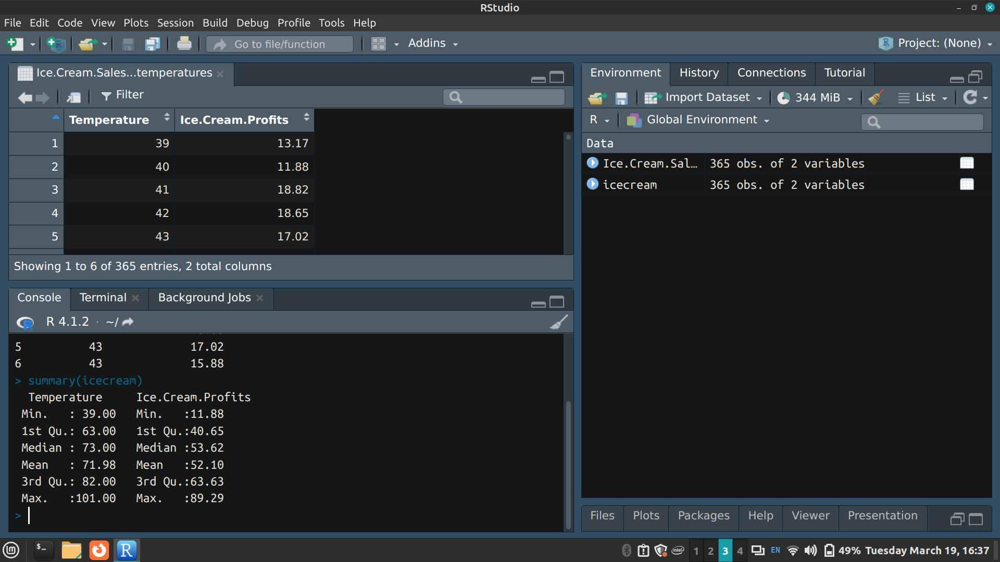 RStudio
File Edit Code View Plots Session Build Debug Profile Tools Help
Go to file/function Addins Project: (None)
Ice.Cream.Sales...temperatures
Filter
Temperature Ice.Cream.Profits
1 39 13.17
2 40 11.88
3 41 18.82
4 42 18.65
5 43 17.02
Showing 1 to 6 of 365 entries, 2 total columns
Console Terminal Background Jobs
R 4.1.2 · ~/
5 43 17.02
6 43 15.88
> summary(icecream)
Temperature Ice.Cream.Profits
Min. : 39.00 Min. :11.88
1st Qu.: 63.00 1st Qu.:40.65
Median : 73.00 Median :53.62
Mean : 71.98 Mean :52.10
3rd Qu.: 82.00 3rd Qu.:63.63
Max. :101.00 Max. :89.29
>
Environment History Connections Tutorial
Import Dataset 344 MiB List
R Global Environment
Data
Ice.Cream.Sal… 365 obs. of 2 variables
icecream 365 obs. of 2 variables
Files Plots Packages Help Viewer Presentation
$- R intel 1 2 3 4 EN 49% Tuesday March 19, 16:37